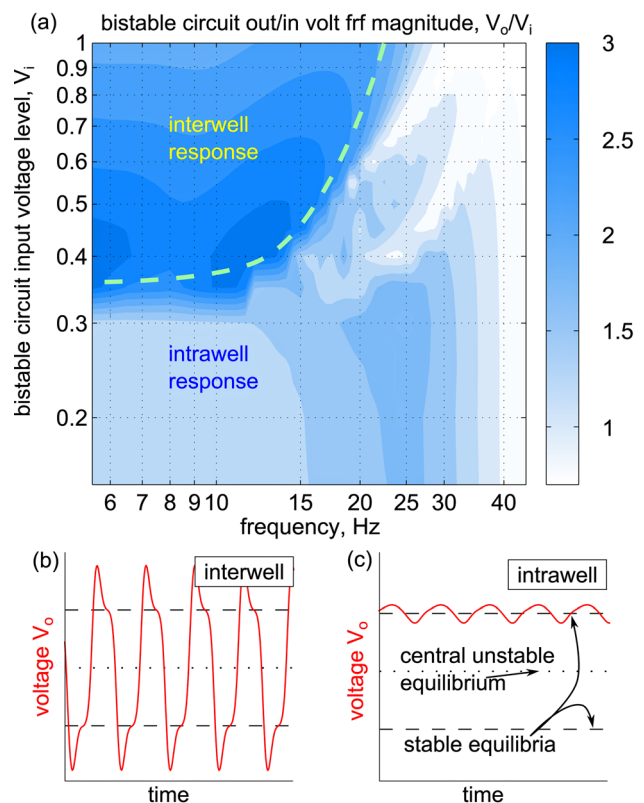 (a) bistable circuit out/in volt frf magnitude, Vo/Vi
bistable circuit input voltage level, Vi
1
0.9
0.8
0.7
0.6
0.5
0.4
0.3
0.2
interwell
response
intrawell
response
3
2.5
2
1.5
1
6 7 8 9 10 15 20 25 30 40
frequency, Hz
(b)
interwell
voltage Vo
time
(c)
intrawell
voltage Vo
central unstable
equilibrium
stable equilibria
time